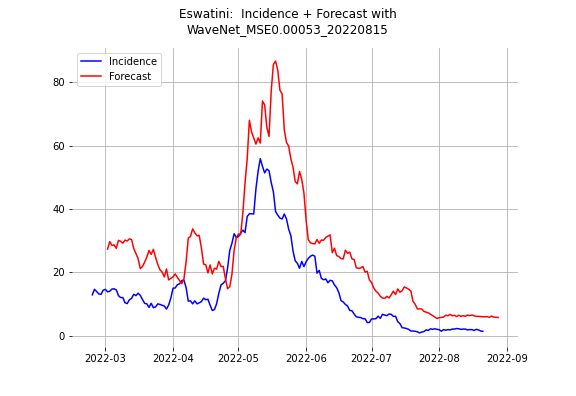 Eswatini:  Incidence + Forecast with
WaveNet_MSE0.00053_20220815
Incidence
Forecast
80
60
40
20
0
2022-03 2022-04 2022-05 2022-06 2022-07 2022-08 2022-09